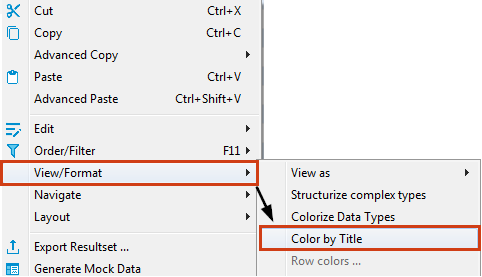 Cut Ctrl+X
Copy Ctrl+C
Advanced Copy
Paste Ctrl+V
Advanced Paste Ctrl+Shift+V
Edit
Order/Filter F11
View/Format
Navigate
Layout
Export Resultset ...
Generate Mock Data
View as
Structurize complex types
Colorize Data Types
Color by Title
Row colors ...